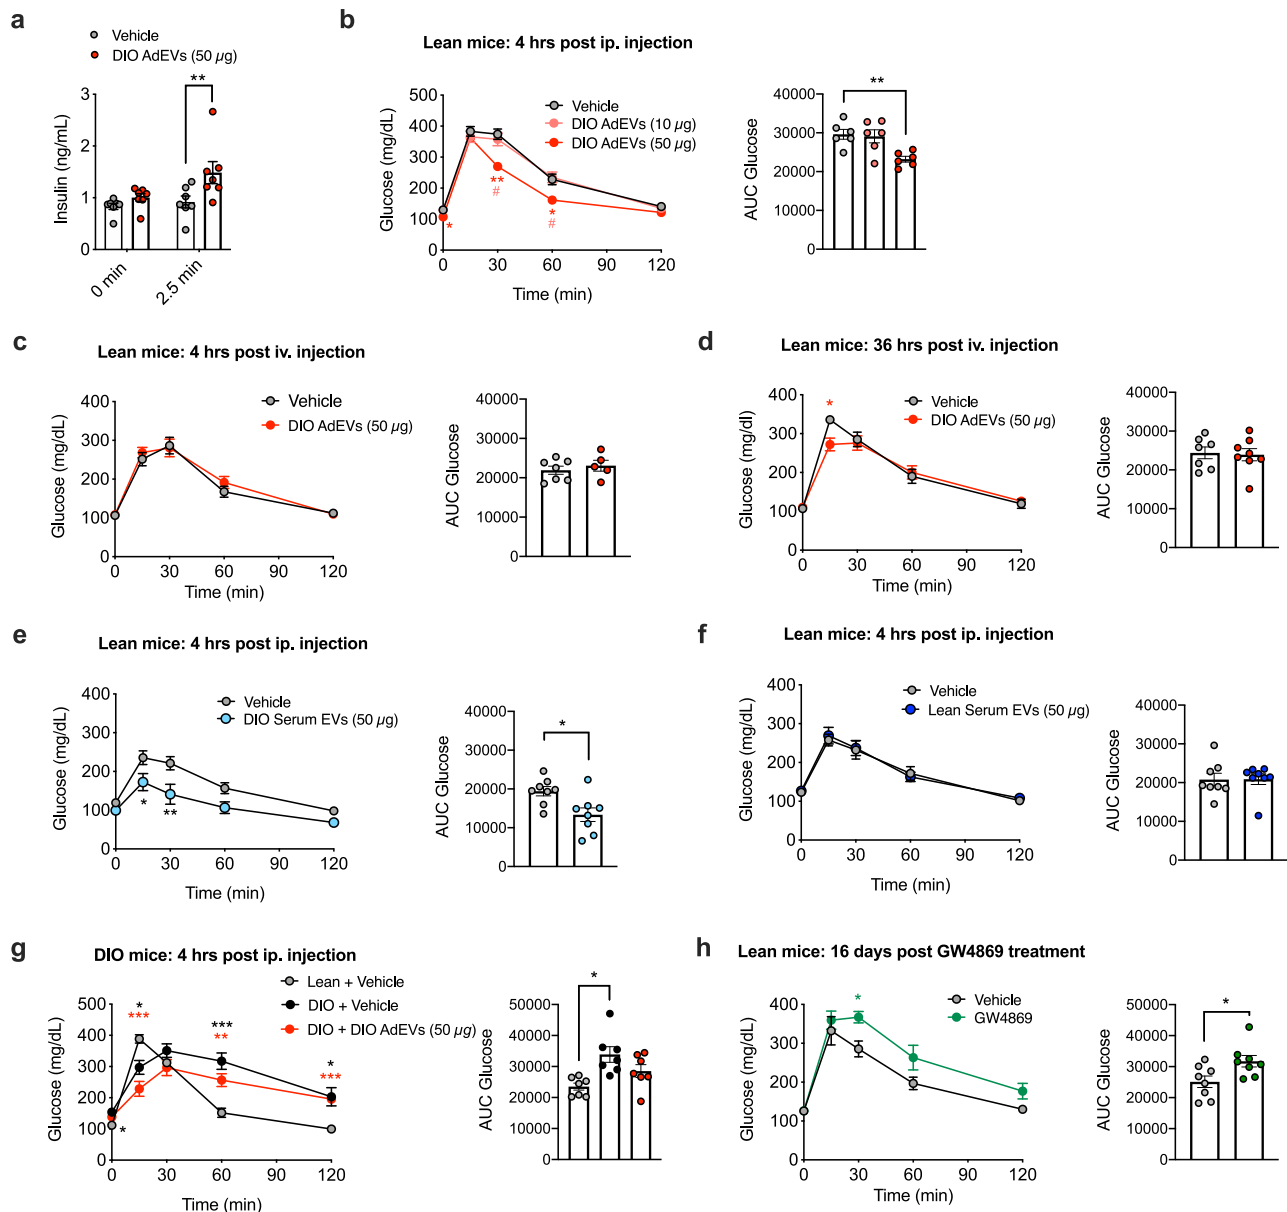 a
Vehicle
DIO AdEVs (50 µg)
**
3
2
1
0
Insulin (ng/mL)
0 min
2.5 min
b
Lean mice: 4 hrs post ip. injection
Vehicle
DIO AdEVs (10 µg)
DIO AdEVs (50 µg)
500
400
300
200
100
0
Glucose (mg/dL)
*
**
#
*
#
0 30 60 90 120
Time (min)
**
40000
30000
20000
10000
0
AUC Glucose
c
Lean mice: 4 hrs post iv. injection
Vehicle
DIO AdEVs (50 µg)
400
300
200
100
0
Glucose (mg/dL)
0 30 60 90 120
Time (min)
40000
30000
20000
10000
0
AUC Glucose
d
Lean mice: 36 hrs post iv. injection
Vehicle
DIO AdEVs (50 µg)
*
400
300
200
100
0
Glucose (mg/dl)
0 30 60 90 120
Time (min)
40000
30000
20000
10000
0
AUC Glucose
e
Lean mice: 4 hrs post ip. injection
Vehicle
DIO Serum EVs (50 µg)
400
300
200
100
0
Glucose (mg/dL)
*
**
0 30 60 90 120
Time (min)
*
40000
30000
20000
10000
0
AUC Glucose
f
Lean mice: 4 hrs post ip. injection
Vehicle
Lean Serum EVs (50 µg)
400
300
200
100
0
Glucose (mg/dL)
0 30 60 90 120
Time (min)
40000
30000
20000
10000
0
AUC Glucose
g
DIO mice: 4 hrs post ip. injection
Lean + Vehicle
DIO + Vehicle
DIO + DIO AdEVs (50 µg)
500
400
300
200
100
0
Glucose (mg/dL)
*
*
***
***
**
*
***
0 30 60 90 120
Time (min)
*
50000
40000
30000
20000
10000
0
AUC Glucose
h
Lean mice: 16 days post GW4869 treatment
Vehicle
GW4869
*
400
300
200
100
0
Glucose (mg/dL)
0 30 60 90 120
Time (min)
*
50000
40000
30000
20000
10000
0
AUC Glucose